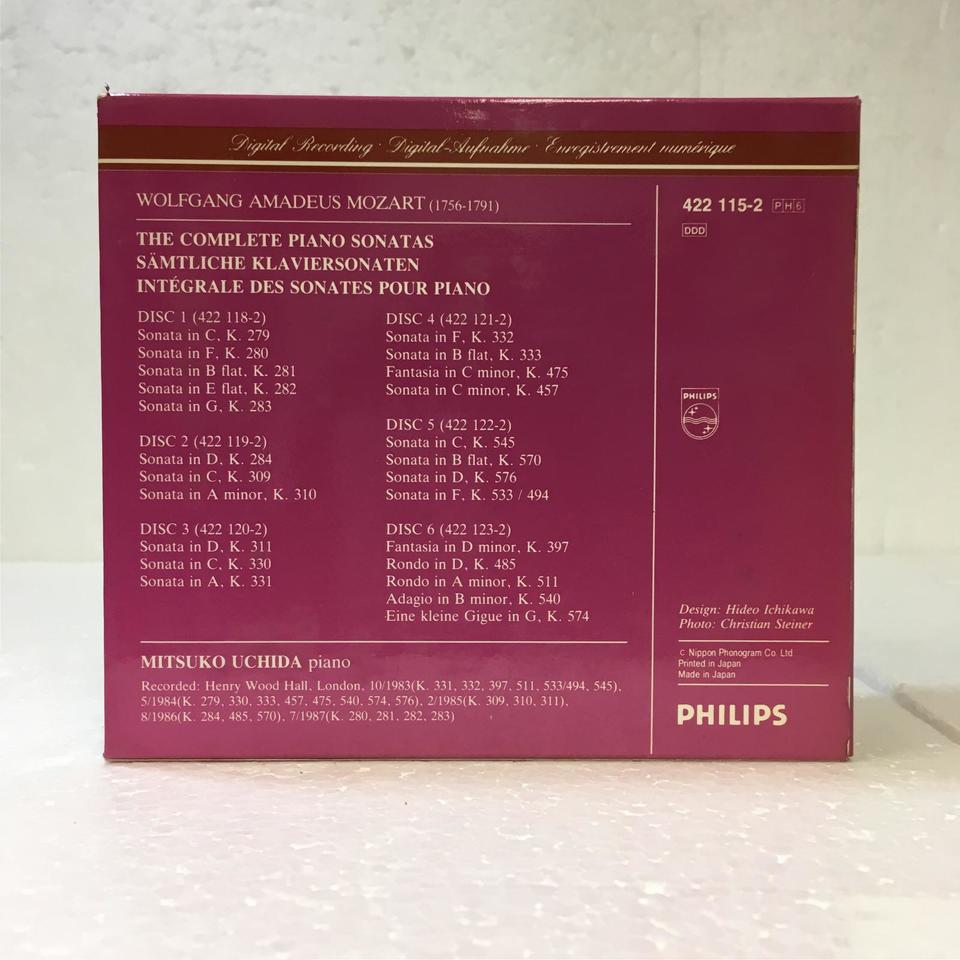 Digital Recording · Digital-Aufnahme · Enregistrement numérique
WOLFGANG AMADEUS MOZART (1756-1791)
THE COMPLETE PIANO SONATAS
SÄMTLICHE KLAVIERSONATEN
INTÉGRALE DES SONATES POUR PIANO
DISC 1 (422 118-2)
Sonata in C, K. 279
Sonata in F, K. 280
Sonata in B flat, K. 281
Sonata in E flat, K. 282
Sonata in G, K. 283
DISC 2 (422 119-2)
Sonata in D, K. 284
Sonata in C, K. 309
Sonata in A minor, K. 310
DISC 3 (422 120-2)
Sonata in D, K. 311
Sonata in C, K. 330
Sonata in A, K. 331
DISC 4 (422 121-2)
Sonata in F, K. 332
Sonata in B flat, K. 333
Fantasia in C minor, K. 475
Sonata in C minor, K. 457
DISC 5 (422 122-2)
Sonata in C, K. 545
Sonata in B flat, K. 570
Sonata in D, K. 576
Sonata in F, K. 533 / 494
DISC 6 (422 123-2)
Fantasia in D minor, K. 397
Rondo in D, K. 485
Rondo in A minor, K. 511
Adagio in B minor, K. 540
Eine kleine Gigue in G, K. 574
MITSUKO UCHIDA piano
Recorded: Henry Wood Hall, London, 10/1983(K. 331, 332, 397, 511, 533/494, 545),
5/1984(K. 279, 330, 333, 457, 475, 540, 574, 576), 2/1985(K. 309, 310, 311),
8/1986(K. 284, 485, 570), 7/1987(K. 280, 281, 282, 283)
422 115-2 PH6
DDD
PHILIPS
Design: Hideo Ichikawa
Photo: Christian Steiner
C Nippon Phonogram Co. Ltd.
Printed in Japan
Made in Japan
PHILIPS